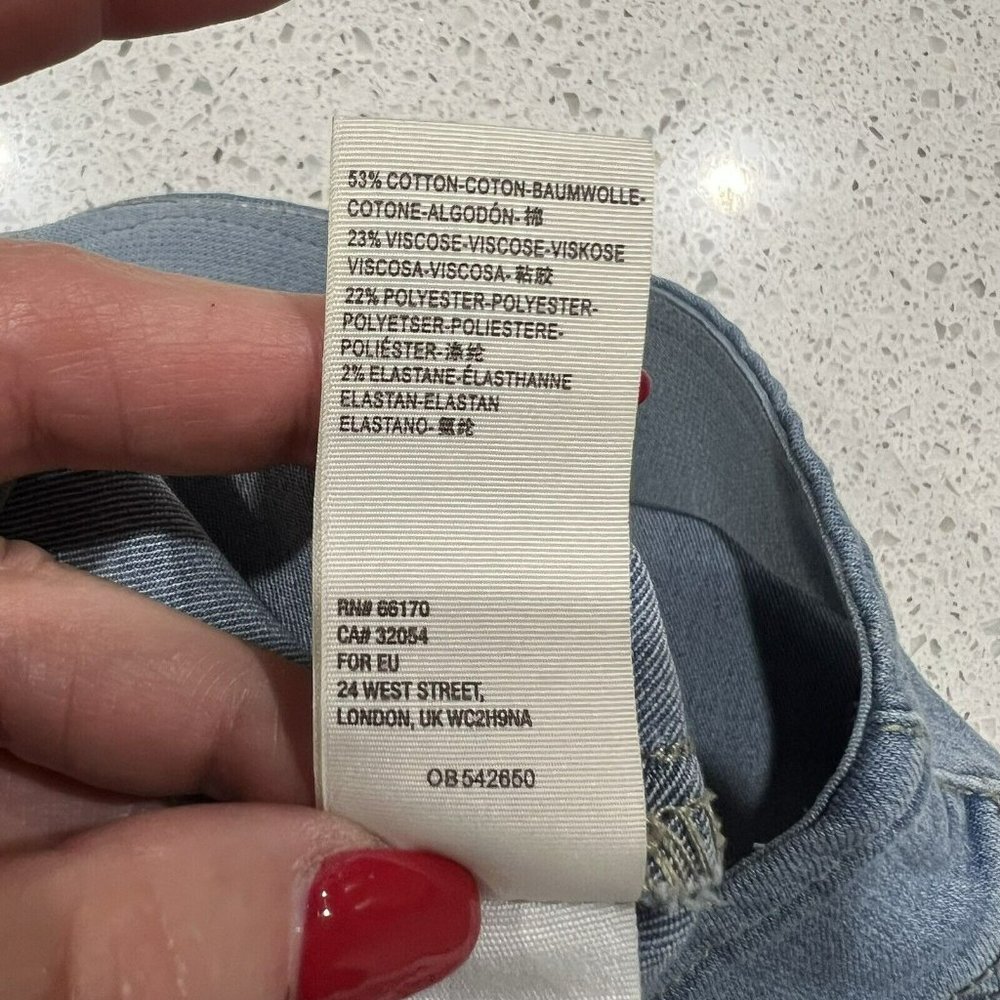 53% COTTON-COTON-BAUMWOLLE-
COTONE-ALGODÓN-棉
23% VISCOSE-VISCOSE-VISKOSE
VISCOSA-VISCOSA-粘胶
22% POLYESTER-POLYESTER-
POLYETSER-POLIESTERE-
POLIÉSTER-涤纶
2% ELASTANE-ÉLASTHANNE
ELASTAN-ELASTAN
ELASTANO-氨纶
RN# 66170
CA# 32054
FOR EU
24 WEST STREET,
LONDON, UK WC2H9NA
OB542650